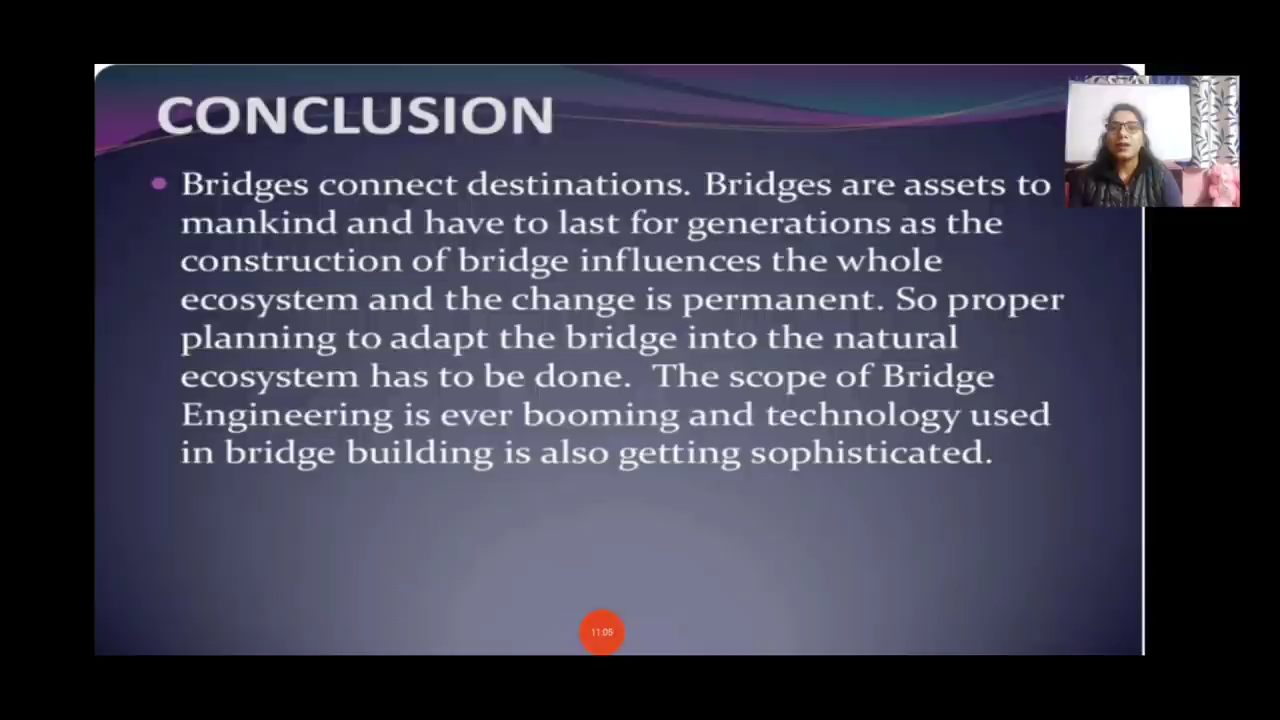 CONCLUSION
Bridges connect destinations. Bridges are assets to
mankind and have to last for generations as the
construction of bridge influences the whole
ecosystem and the change is permanent. So proper
planning to adapt the bridge into the natural
ecosystem has to be done. The scope of Bridge
Engineering is ever booming and technology used
in bridge building is also getting sophisticated.
11:05